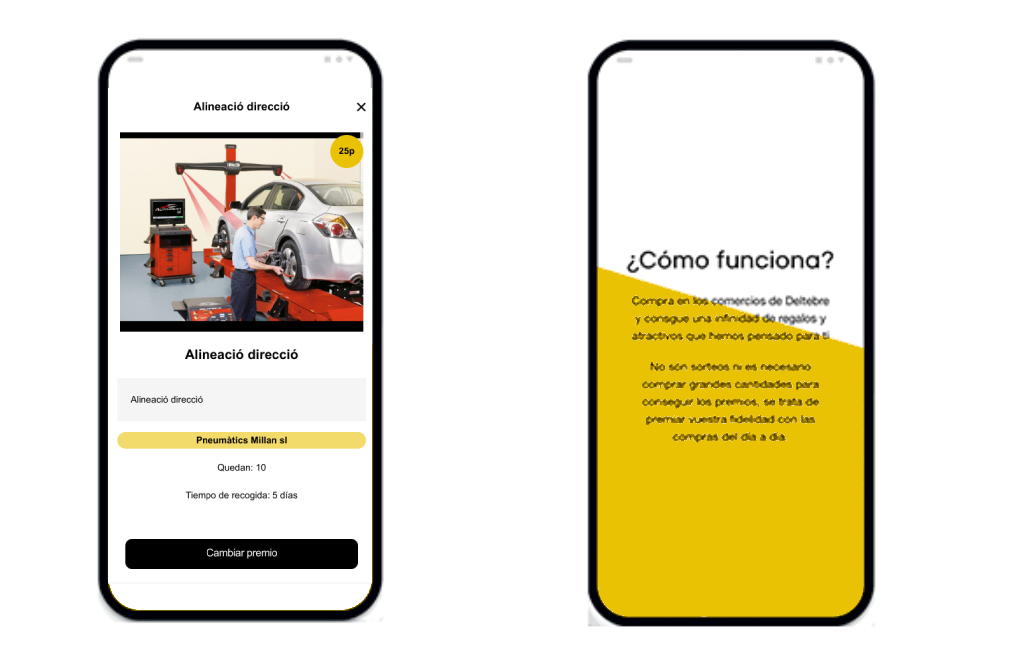 Alineació direcció
25p
Alineació direcció
Alineació direcció
Pneumàtics Millan sl
Quedan: 10
Tiempo de recogida: 5 días
Cambiar premio
¿Cómo funciona?
Compra en los comercios de Deltebre
y consigue una infinidad de regalos y
atractivos que hemos pensado para ti
No son sorteos ni es necesario
comprar grandes cantidades para
conseguir los premios, se trata de
premiar vuestra fidelidad con las
compras del día a día